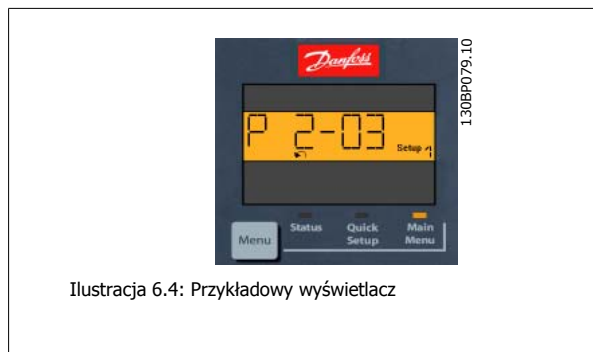 Danfoss
130BP079.10
P 2-03
Setup 1
Status
Quick Setup
Main Menu
Menu
Ilustracja 6.4: Przykładowy wyświetlacz